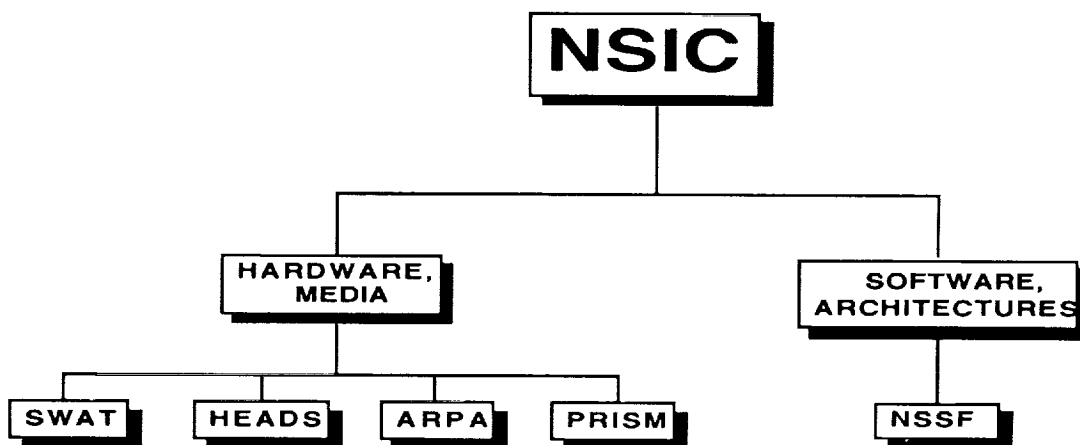 NSIC
HARDWARE,
MEDIA
SOFTWARE,
ARCHITECTURES
SWAT
HEADS
ARPA
PRISM
NSSF